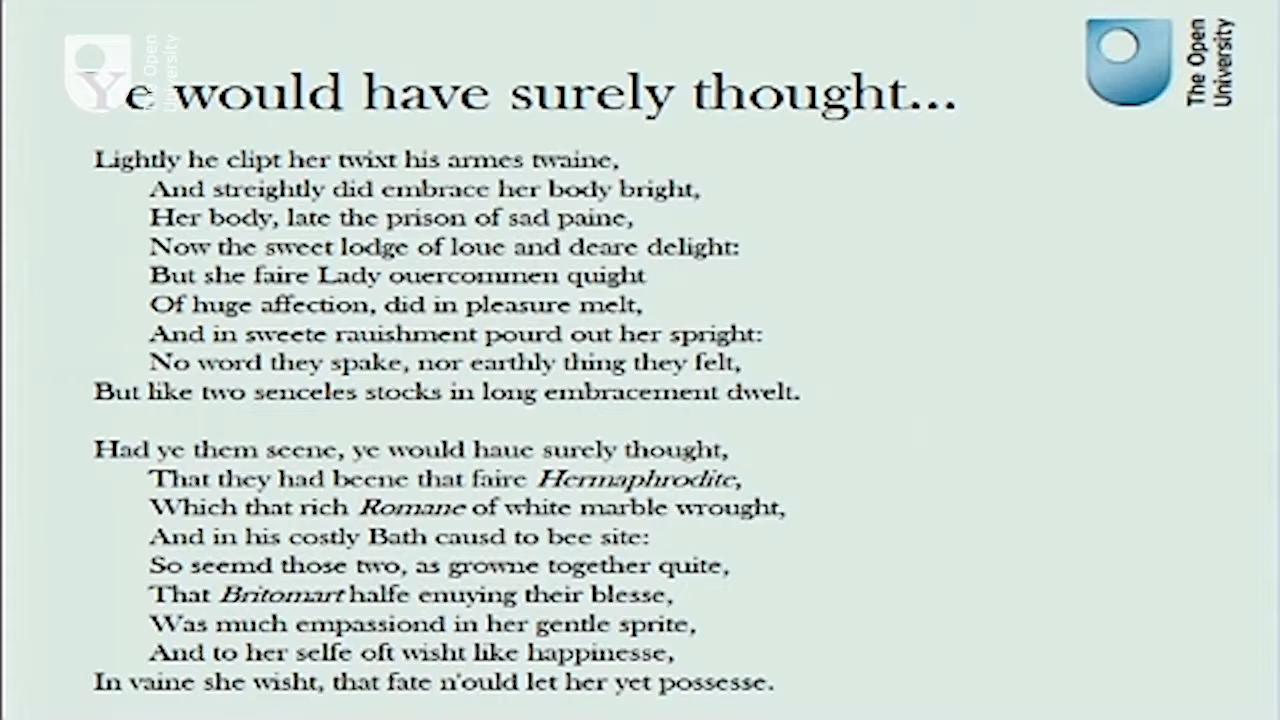 Ye would have surely thought...
The Open
University
The Open
University
Lightly he clipt her twixt his armes twaine,
And streightly did embrace her body bright,
Her body, late the prison of sad paine,
Now the sweet lodge of loue and deare delight:
But she faire Lady ouercommen quight
Of huge affection, did in pleasure melt,
And in sweete rauishment pourd out her spright:
No word they spake, nor earthly thing they felt,
But like two senceles stocks in long embracement dwelt.
Had ye them seene, ye would haue surely thought,
That they had beene that faire Hermaphrodite,
Which that rich Romane of white marble wrought,
And in his costly Bath causd to bee site:
So seemd those two, as growne together quite,
That Britomart halfe enuying their blesse,
Was much empassiond in her gentle sprite,
And to her selfe oft wisht like happinesse,
In vaine she wisht, that fate n'ould let her yet possesse.